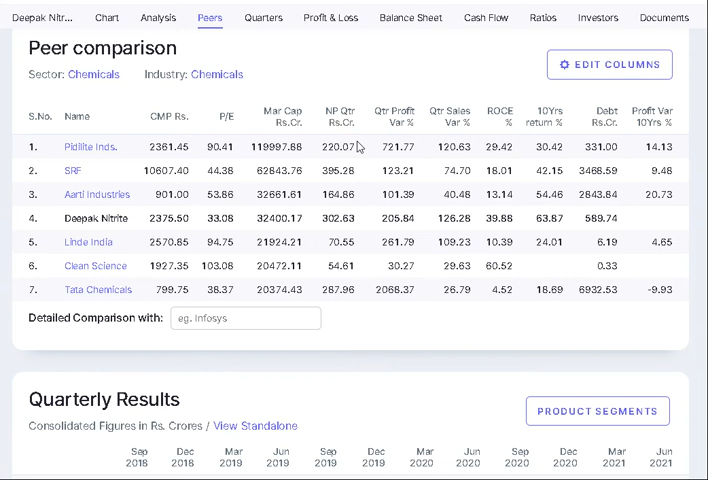 Deepak Nitr... Chart Analysis Peers Quarters Profit & Loss Balance Sheet Cash Flow Ratios Investors Documents
Peer comparison
EDIT COLUMNS
Sector: Chemicals Industry: Chemicals
S.No. Name CMP Rs. P/E Mar Cap Rs.Cr. NP Qtr Rs.Cr. Qtr Profit Var % Qtr Sales Var % ROCE % 10Yrs return % Debt Rs.Cr. Profit Var 10Yrs %
1. Pidilite Inds. 2361.45 90.41 119997.88 220.07 721.77 120.63 29.42 30.42 331.00 14.13
2. SRF 10607.40 44.38 62843.76 395.28 123.21 74.70 18.01 42.15 3468.59 9.48
3. Aarti Industries 901.00 53.86 32661.61 164.86 101.39 40.48 13.14 54.46 2843.84 20.73
4. Deepak Nitrite 2375.50 33.08 32400.17 302.63 205.84 126.28 39.88 63.87 589.74
5. Linde India 2570.85 94.75 21924.21 70.55 261.79 109.23 10.39 24.01 6.19 4.65
6. Clean Science 1927.35 103.08 20472.11 54.61 30.27 29.63 60.52 0.33
7. Tata Chemicals 799.75 38.37 20374.43 287.96 2068.37 26.79 4.52 18.69 6932.53 -9.93
Detailed Comparison with: eg. Infosys
Quarterly Results
PRODUCT SEGMENTS
Consolidated Figures in Rs. Crores / View Standalone
Sep 2018 Dec 2018 Mar 2019 Jun 2019 Sep 2019 Dec 2019 Mar 2020 Jun 2020 Sep 2020 Dec 2020 Mar 2021 Jun 2021